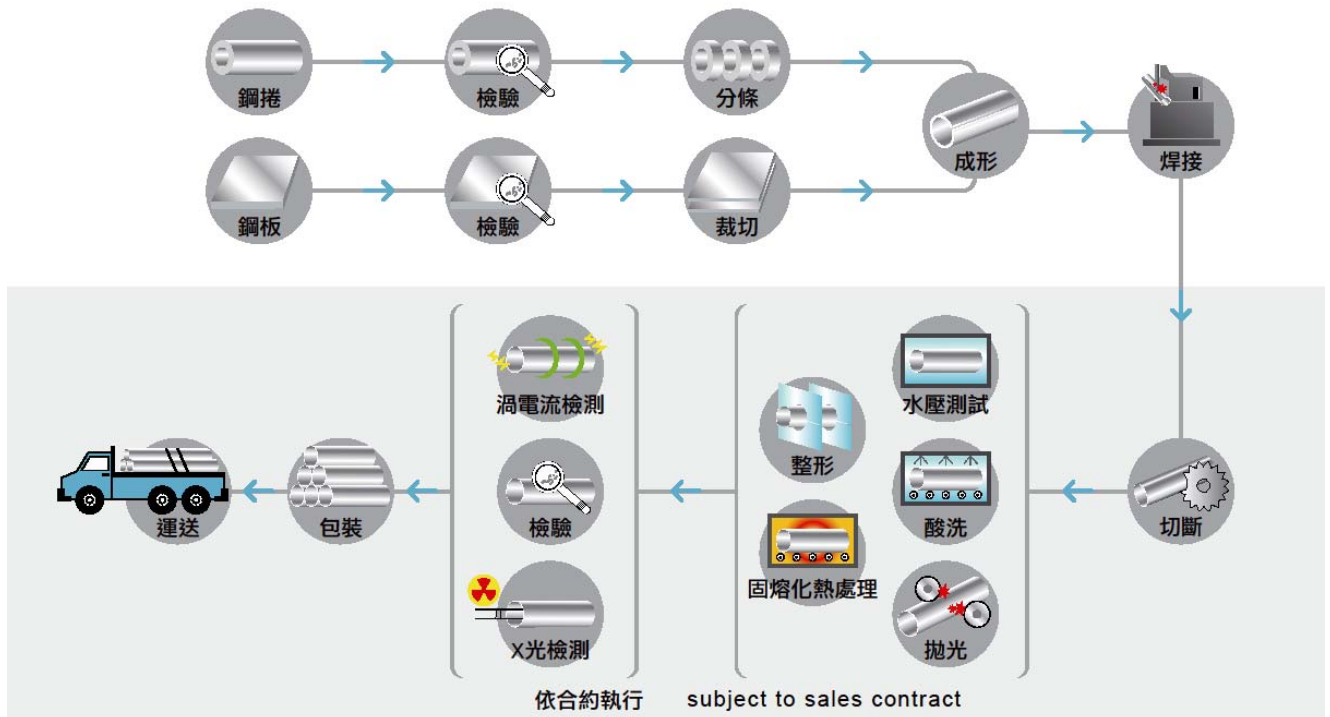 鋼捲
檢驗
分條
成形
焊接
鋼板
檢驗
裁切
渦電流檢測
水壓測試
整形
運送
包裝
檢驗
酸洗
切斷
固熔化熱處理
X光檢測
拋光
依合約執行 subject to sales contract